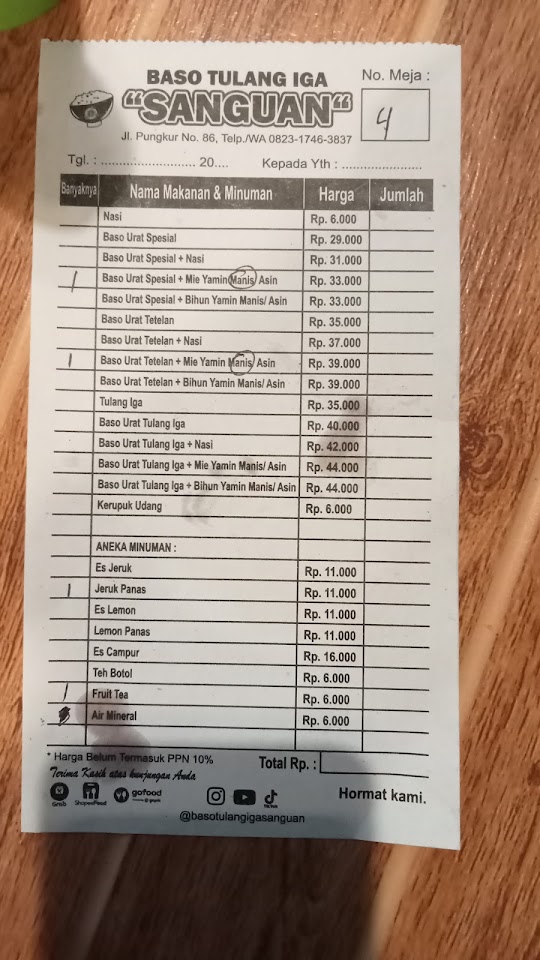 BASO TULANG IGA
"SANGUAN"
No. Meja :
4
Jl. Pungkur No. 86, Telp./WA 0823-1746-3837
Tgl. : ........................... 20.... Kepada Yth : .......................
Banyaknya Nama Makanan & Minuman Harga Jumlah
Nasi Rp. 6.000
Baso Urat Spesial Rp. 29.000
Baso Urat Spesial + Nasi Rp. 31.000
1 Baso Urat Spesial + Mie Yamin Manis/ Asin Rp. 33.000
Baso Urat Spesial + Bihun Yamin Manis/ Asin Rp. 33.000
Baso Urat Tetelan Rp. 35.000
Baso Urat Tetelan + Nasi Rp. 37.000
1 Baso Urat Tetelan + Mie Yamin Manis/ Asin Rp. 39.000
Baso Urat Tetelan + Bihun Yamin Manis/ Asin Rp. 39.000
Tulang Iga Rp. 35.000
Baso Urat Tulang Iga Rp. 40.000
Baso Urat Tulang Iga + Nasi Rp. 42.000
Baso Urat Tulang Iga + Mie Yamin Manis/ Asin Rp. 44.000
Baso Urat Tulang Iga + Bihun Yamin Manis/ Asin Rp. 44.000
Kerupuk Udang Rp. 6.000
ANEKA MINUMAN :
Es Jeruk Rp. 11.000
1 Jeruk Panas Rp. 11.000
Es Lemon Rp. 11.000
Lemon Panas Rp. 11.000
Es Campur Rp. 16.000
Teh Botol Rp. 6.000
1 Fruit Tea Rp. 6.000
Air Mineral Rp. 6.000
* Harga Belum Termasuk PPN 10% Total Rp. :
Terima Kasih atas kunjungan Anda
Grab ShopeeFood gofood TikTok Hormat kami.
@basotulangigasanguan